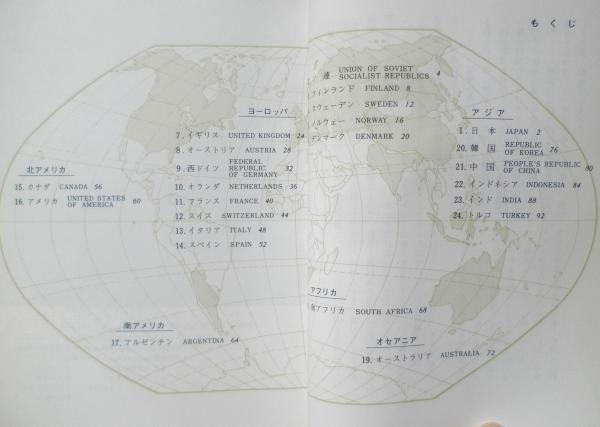 もくじ
ヨーロッパ
連 UNION OF SOVIET
SOCIALIST REPUBLICS 4
フィンランド FINLAND 8
スウェーデン SWEDEN 12
ノルウェー NORWAY 16
デンマーク DENMARK 20
7. イギリス UNITED KINGDOM 24
8. オーストリア AUSTRIA 28
9. 西ドイツ FEDERAL
REPUBLIC
OF GERMANY 32
10. オランダ NETHERLANDS 36
11. フランス FRANCE 40
12. スイス SWITZERLAND 44
13. イタリア ITALY 48
14. スペイン SPAIN 52
アジア
1. 日本 JAPAN 2
20. 韓国 REPUBLIC
OF KOREA 76
21. 中国 PEOPLE'S REPUBLIC
OF CHINA 80
22. インドネシア INDONESIA 84
23. インド INDIA 88
24. トルコ TURKEY 92
北アメリカ
15. カナダ CANADA 56
16. アメリカ UNITED STATES
OF AMERICA 60
アフリカ
南アフリカ SOUTH AFRICA 68
南アメリカ
17. アルゼンチン ARGENTINA 64
オセアニア
19. オーストラリア AUSTRALIA 72